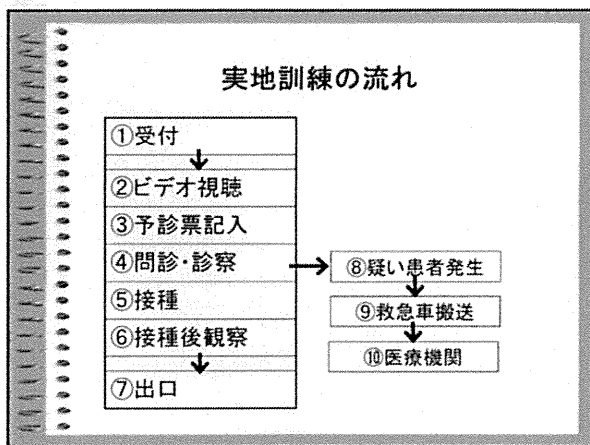 実地訓練の流れ
①受付
②ビデオ視聴
③予診票記入
④問診・診察
⑤接種
⑥接種後観察
⑦出口
⑧疑い患者発生
⑨救急車搬送
⑩医療機関